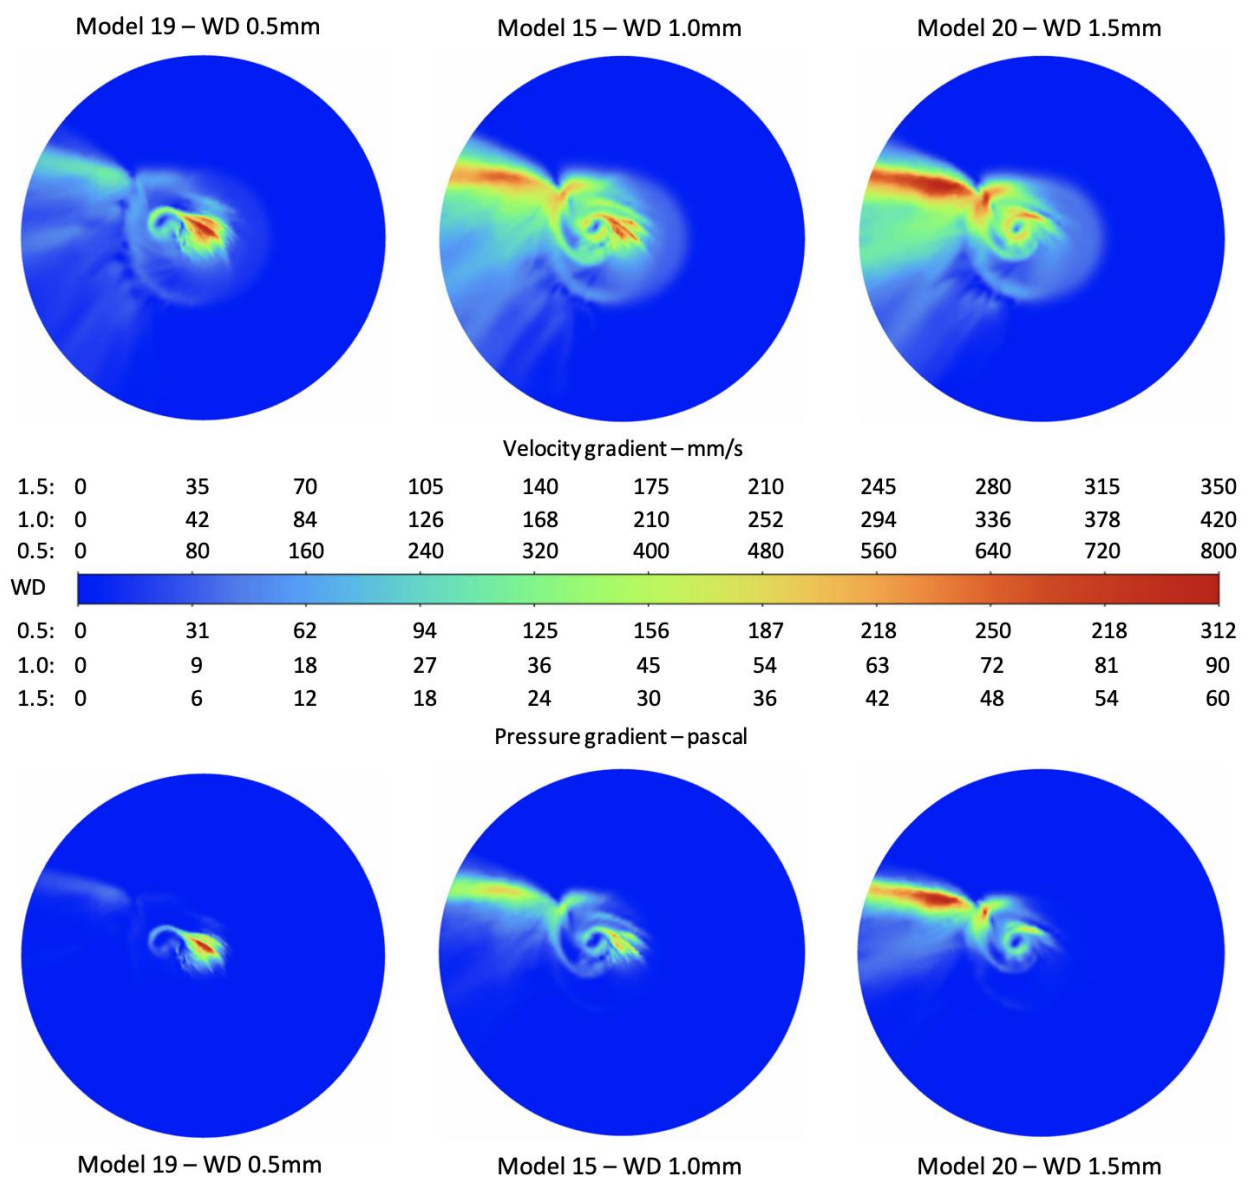 Model 19 – WD 0.5mm Model 15 – WD 1.0mm Model 20 – WD 1.5mm
Velocity gradient – mm/s
1.5: 0 35 70 105 140 175 210 245 280 315 350
1.0: 0 42 84 126 168 210 252 294 336 378 420
0.5: 0 80 160 240 320 400 480 560 640 720 800
WD
0.5: 0 31 62 94 125 156 187 218 250 218 312
1.0: 0 9 18 27 36 45 54 63 72 81 90
1.5: 0 6 12 18 24 30 36 42 48 54 60
Pressure gradient – pascal
Model 19 – WD 0.5mm Model 15 – WD 1.0mm Model 20 – WD 1.5mm